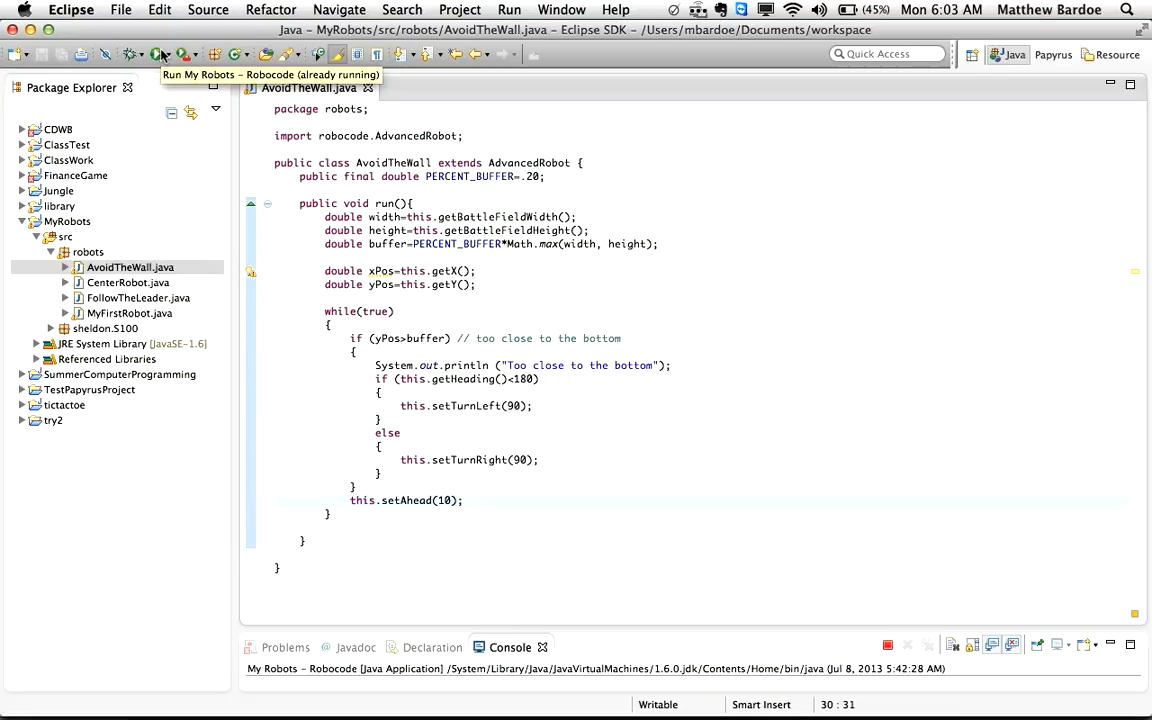 Eclipse File Edit Source Refactor Navigate Search Project Run Window Help (45%) Mon 6:03 AM Matthew Bardoe
Java - MyRobots/src/robots/AvoidTheWall.java - Eclipse SDK - /Users/mbardoe/Documents/workspace
Quick Access Java Papyrus Resource
Run My Robots - Robocode (already running)
Package Explorer
AvoidTheWall.java
CDWB
ClassTest
ClassWork
FinanceGame
Jungle
library
MyRobots
src
robots
AvoidTheWall.java
CenterRobot.java
FollowTheLeader.java
MyFirstRobot.java
sheldon.S100
JRE System Library [JavaSE-1.6]
Referenced Libraries
SummerComputerProgramming
TestPapyrusProject
tictactoe
try2
package robots;
import robocode.AdvancedRobot;
public class AvoidTheWall extends AdvancedRobot {
public final double PERCENT_BUFFER=.20;
public void run(){
double width=this.getBattleFieldWidth();
double height=this.getBattleFieldHeight();
double buffer=PERCENT_BUFFER*Math.max(width, height);
double xPos=this.getX();
double yPos=this.getY();
while(true)
{
if (yPos>buffer) // too close to the bottom
{
System.out.println ("Too close to the bottom");
if (this.getHeading()<180)
{
this.setTurnLeft(90);
}
else
{
this.setTurnRight(90);
}
}
this.setAhead(10);
}
}
}
Problems @ Javadoc Declaration Console
My Robots - Robocode [Java Application] /System/Library/Java/JavaVirtualMachines/1.6.0.jdk/Contents/Home/bin/java (Jul 8, 2013 5:42:28 AM)
Writable Smart Insert 30 : 31